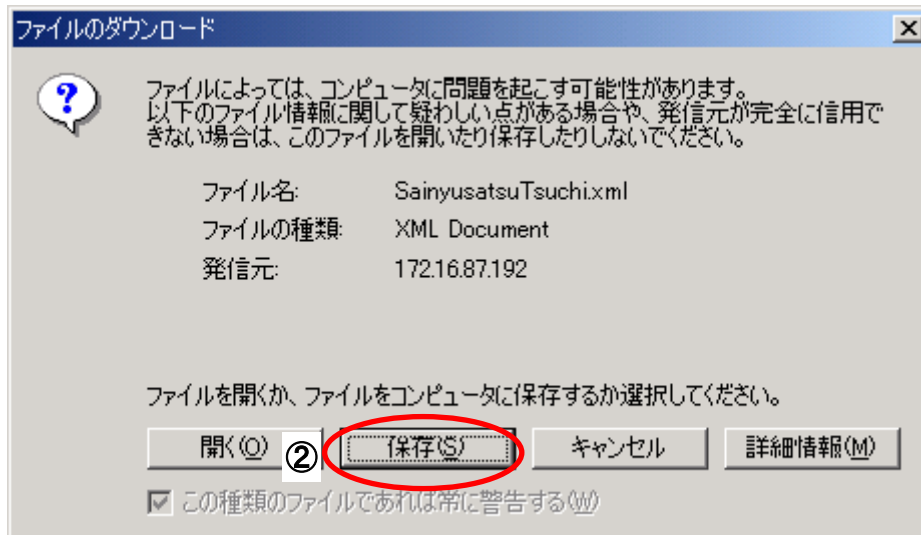 ファイルのダウンロード
?
ファイルによっては、コンピュータに問題を起こす可能性があります。
以下のファイル情報に関して疑わしい点がある場合や、発信元が完全に信用で
きない場合は、このファイルを開いたり保存したりしないでください。
ファイル名: SainyusatsuTsuchi.xml
ファイルの種類: XML Document
発信元: 172.16.87.192
ファイルを開くか、ファイルをコンピュータに保存するか選択してください。
開く(O) ② 保存(S) キャンセル 詳細情報(M)
この種類のファイルであれば常に警告する(W)